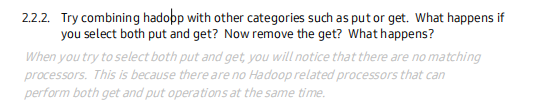 2.2.2. Try combining hadopp with other categories such as put or get. What happens if
you select both put and get? Now remove the get? What happens?
When you try to select both put and get, you will notice that there are no matching
processors. This is because there are no Hadoop related processors that can
perform both get and put operations at the same time.